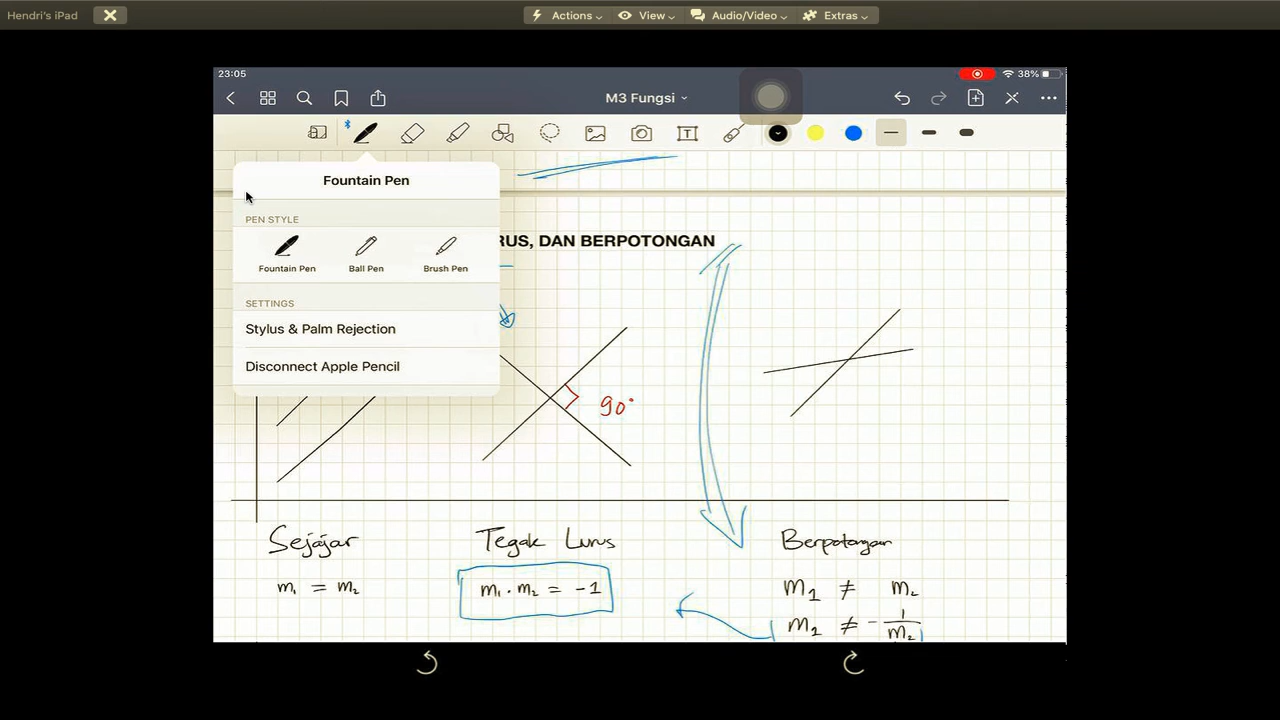 Hendri's iPad
Actions
View
Audio/Video
Extras
23:05
38%
M3 Fungsi
Fountain Pen
PEN STYLE
Fountain Pen
Ball Pen
Brush Pen
SETTINGS
Stylus & Palm Rejection
Disconnect Apple Pencil
RUS, DAN BERPOTONGAN
90°
Sejajar
Tegak Lurus
Berpotongan
m₁ = m₂
m₁ · m₂ = -1
m₁ ≠ m₂
m₂ ≠ -1/m₂